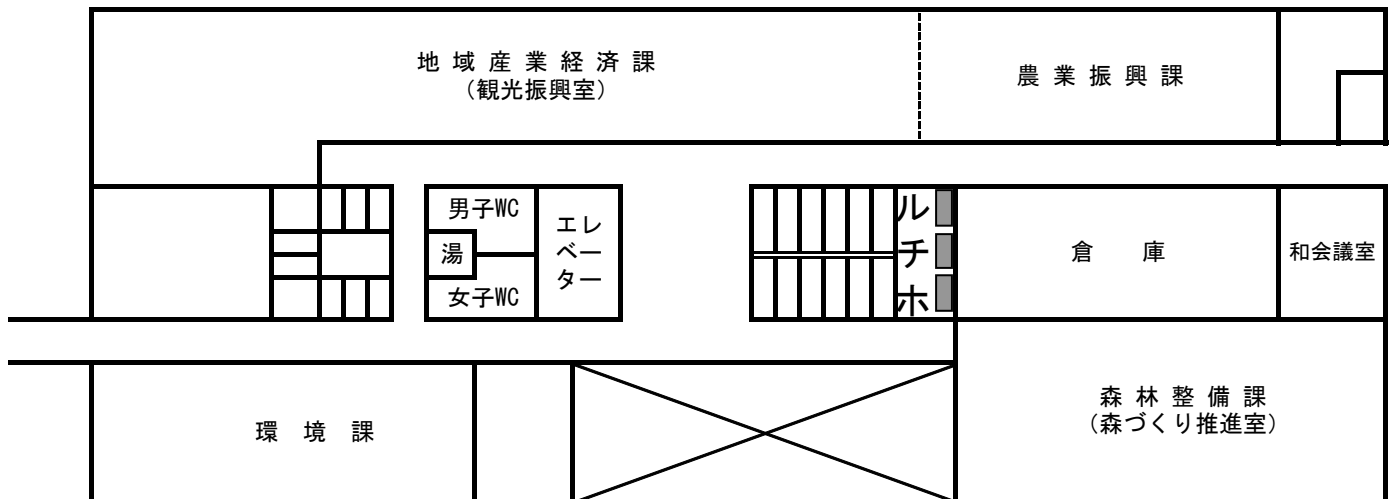 地域産業経済課
（観光振興室）
農業振興課
男子WC
湯
女子WC
エレベーター
ル
チ
ホ
倉庫
和会議室
環境課
森林整備課
（森づくり推進室）